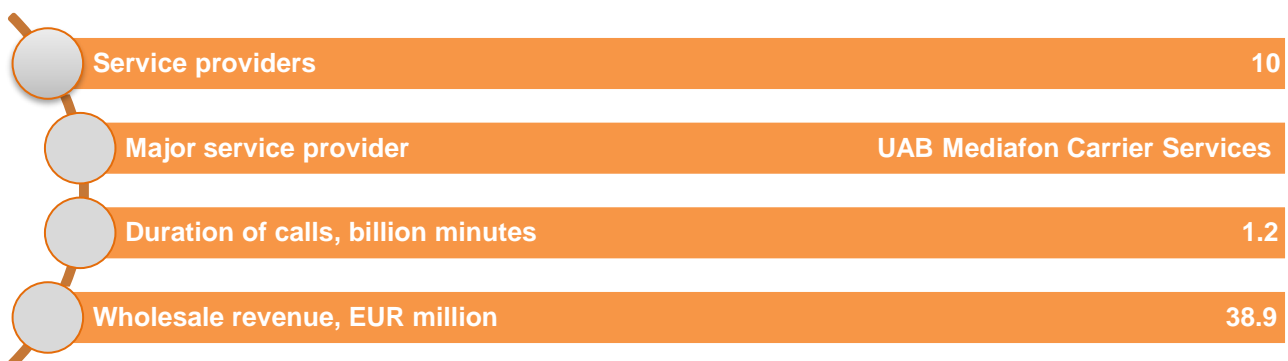 Service providers 10
Major service provider UAB Mediafon Carrier Services
Duration of calls, billion minutes 1.2
Wholesale revenue, EUR million 38.9